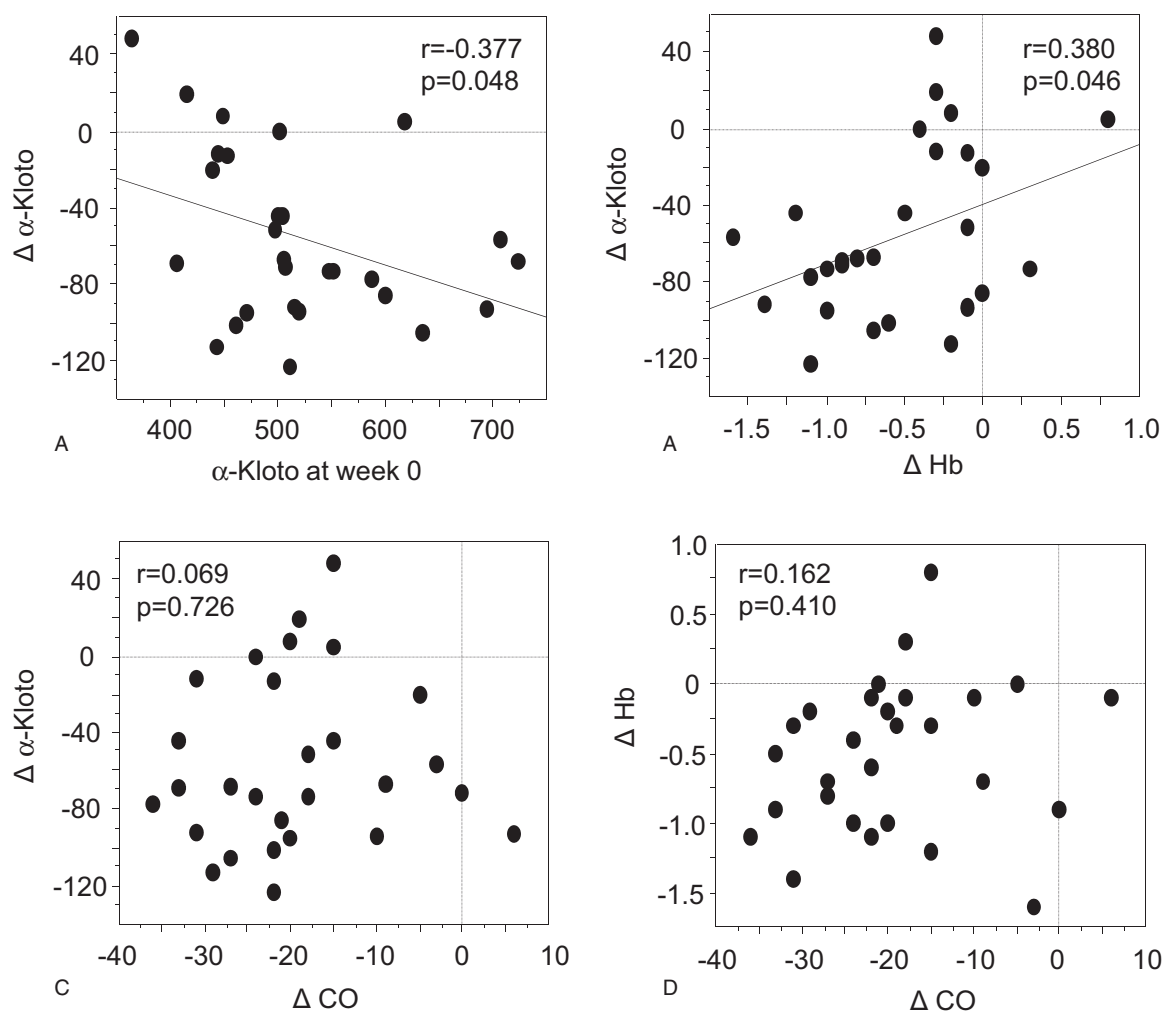 r=-0.377
p=0.048
40
0
-40
-80
-120
Δ α-Kloto
400 500 600 700
A
α-Kloto at week 0
r=0.380
p=0.046
40
0
-40
-80
-120
Δ α-Kloto
-1.5 -1.0 -0.5 0 0.5 1.0
A
Δ Hb
r=0.069
p=0.726
40
0
-40
-80
-120
Δ α-Kloto
-40 -30 -20 -10 0 10
C
Δ CO
1.0
r=0.162
p=0.410
0.5
0
-0.5
-1.0
-1.5
Δ Hb
-40 -30 -20 -10 0 10
D
Δ CO